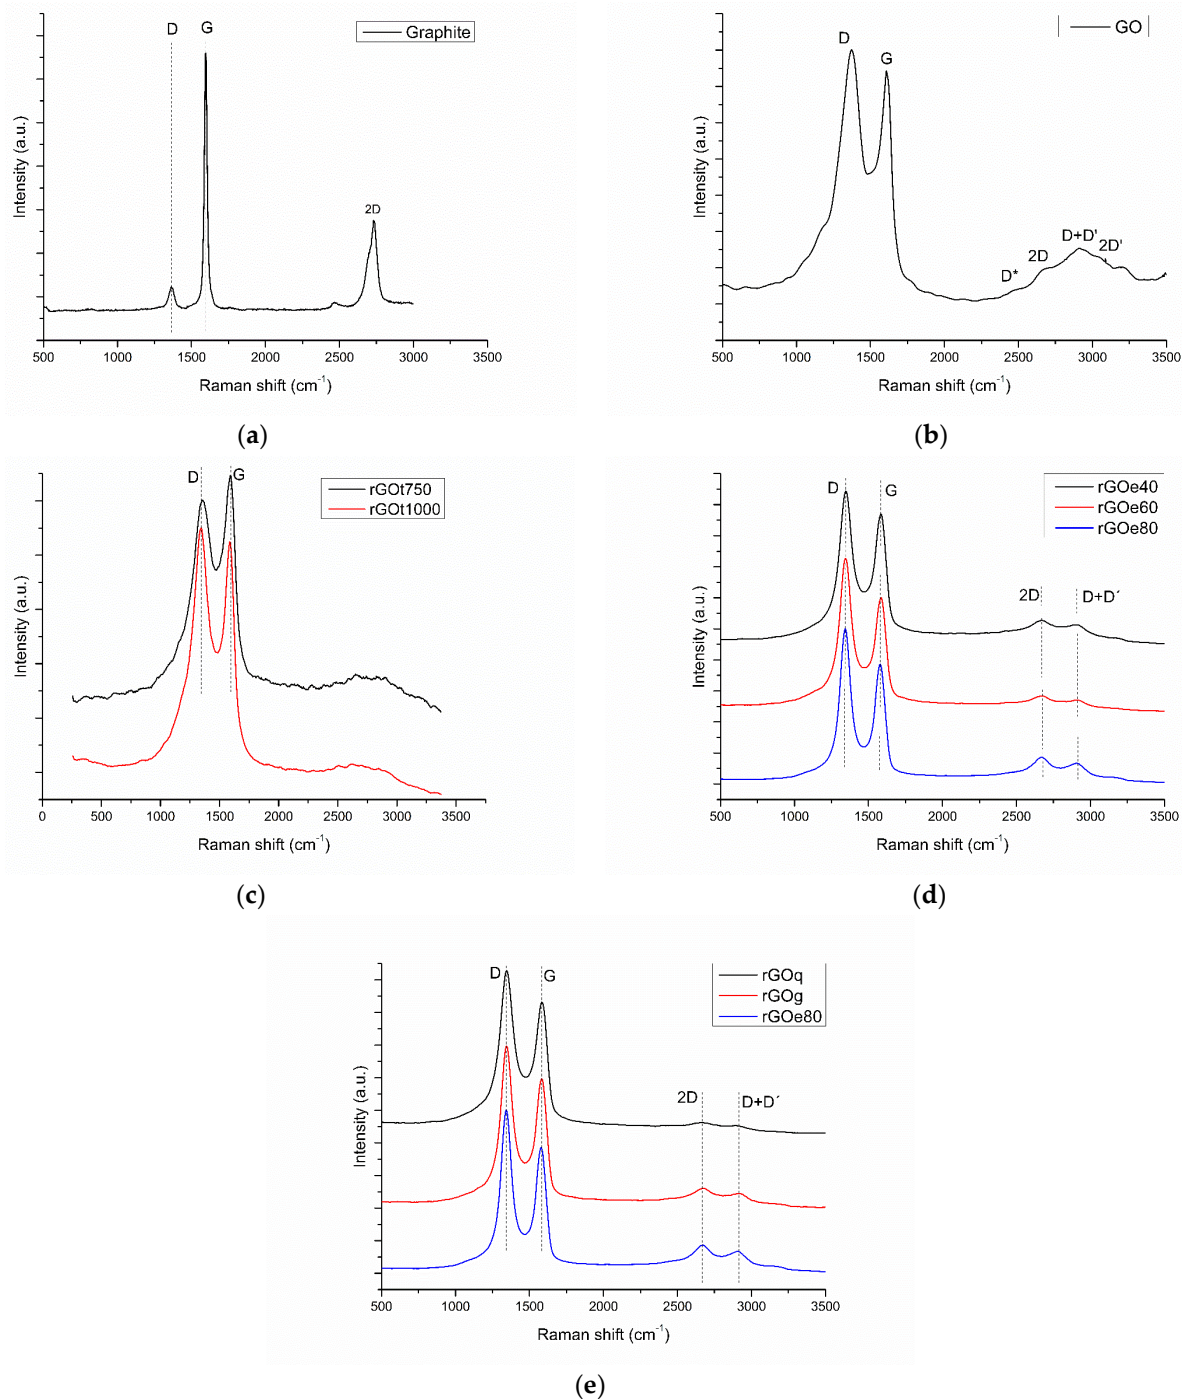 D G
Graphite
2D
Intensity (a.u.)
500 1000 1500 2000 2500 3000 3500
Raman shift (cm⁻¹)
(a)
GO
D
G
D+D'
2D 2D'
D*
Intensity (a.u.)
500 1000 1500 2000 2500 3000 3500
Raman shift (cm⁻¹)
(b)
D G
rGOt750
rGOt1000
Intensity (a.u.)
0 500 1000 1500 2000 2500 3000 3500
Raman shift (cm⁻¹)
(c)
D G
rGOe40
rGOe60
rGOe80
2D D+D´
Intensity (a.u.)
500 1000 1500 2000 2500 3000 3500
Raman shift (cm⁻¹)
(d)
D G
rGOq
rGOg
rGOe80
2D D+D´
Intensity (a.u.)
500 1000 1500 2000 2500 3000 3500
Raman shift (cm⁻¹)
(e)